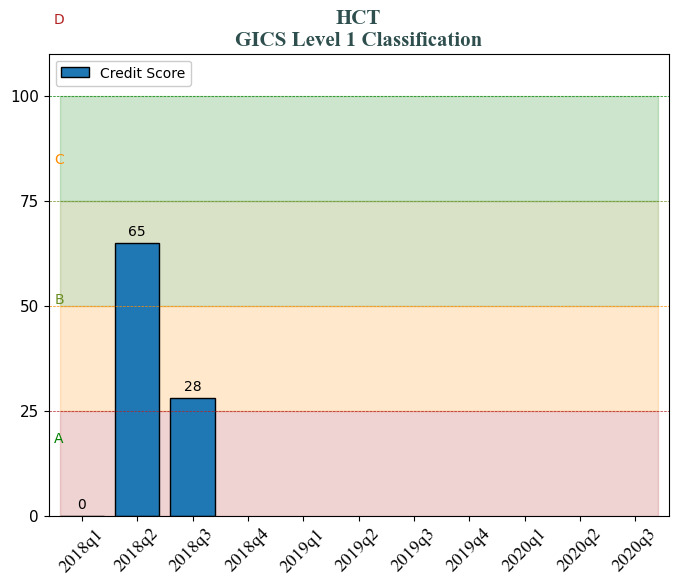 D
HCT
GICS Level 1 Classification
Credit Score
100
C
75
65
B
50
28
25
A
0
0
2018q1 2018q2 2018q3 2018q4 2019q1 2019q2 2019q3 2019q4 2020q1 2020q2 2020q3